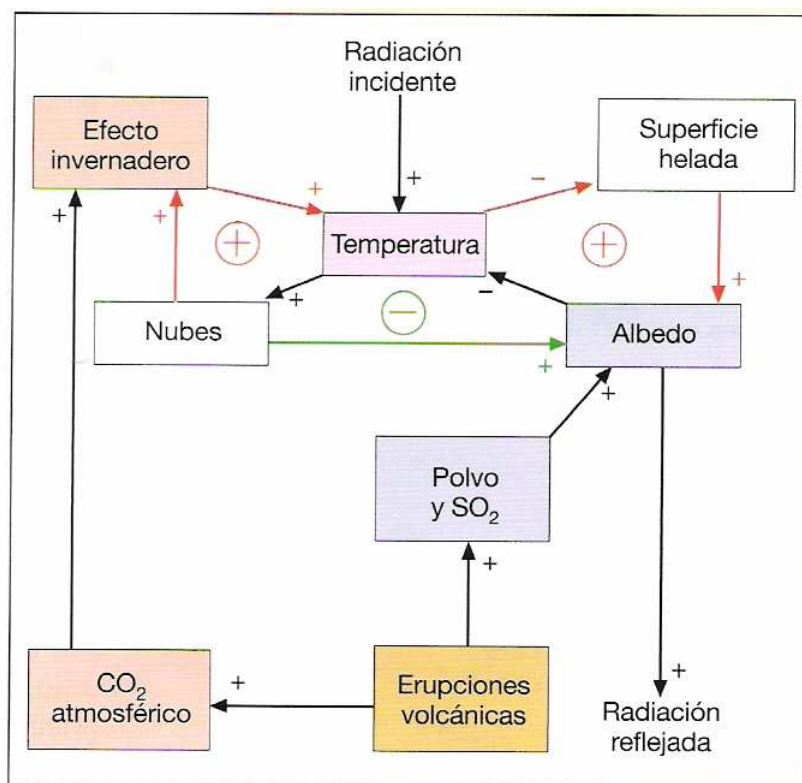 Radiación
incidente
Efecto
invernadero
Superficie
helada
+
+
-
+
+
+
+
Temperatura
+
+
-
-
+
Nubes
Albedo
+
+
Polvo
y SO₂
+
+
+
CO₂
atmosférico
Erupciones
volcánicas
Radiación
reflejada